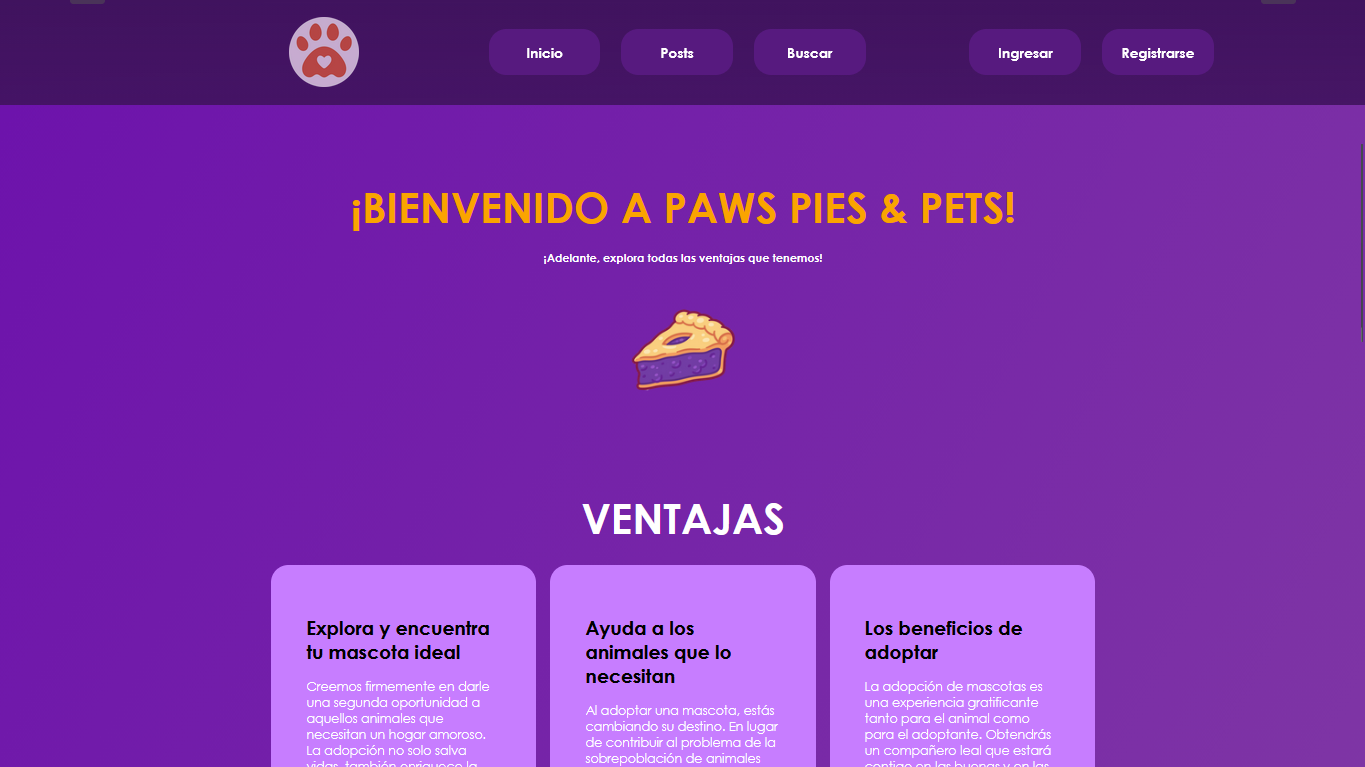 Inicio
Posts
Buscar
Ingresar
Registrarse
¡BIENVENIDO A PAWS PIES & PETS!
¡Adelante, explora todas las ventajas que tenemos!
VENTAJAS
Explora y encuentra
tu mascota ideal
Creemos firmemente en darle
una segunda oportunidad a
aquellos animales que
necesitan un hogar amoroso.
La adopción no solo salva
vidas, también enriquece la
Ayuda a los
animales que lo
necesitan
Al adoptar una mascota, estás
cambiando su destino. En lugar
de contribuir al problema de la
sobrepoblación de animales
Los beneficios de
adoptar
La adopción de mascotas es
una experiencia gratificante
tanto para el animal como
para el adoptante. Obtendrás
un compañero leal que estará
contigo en las buenas y en las